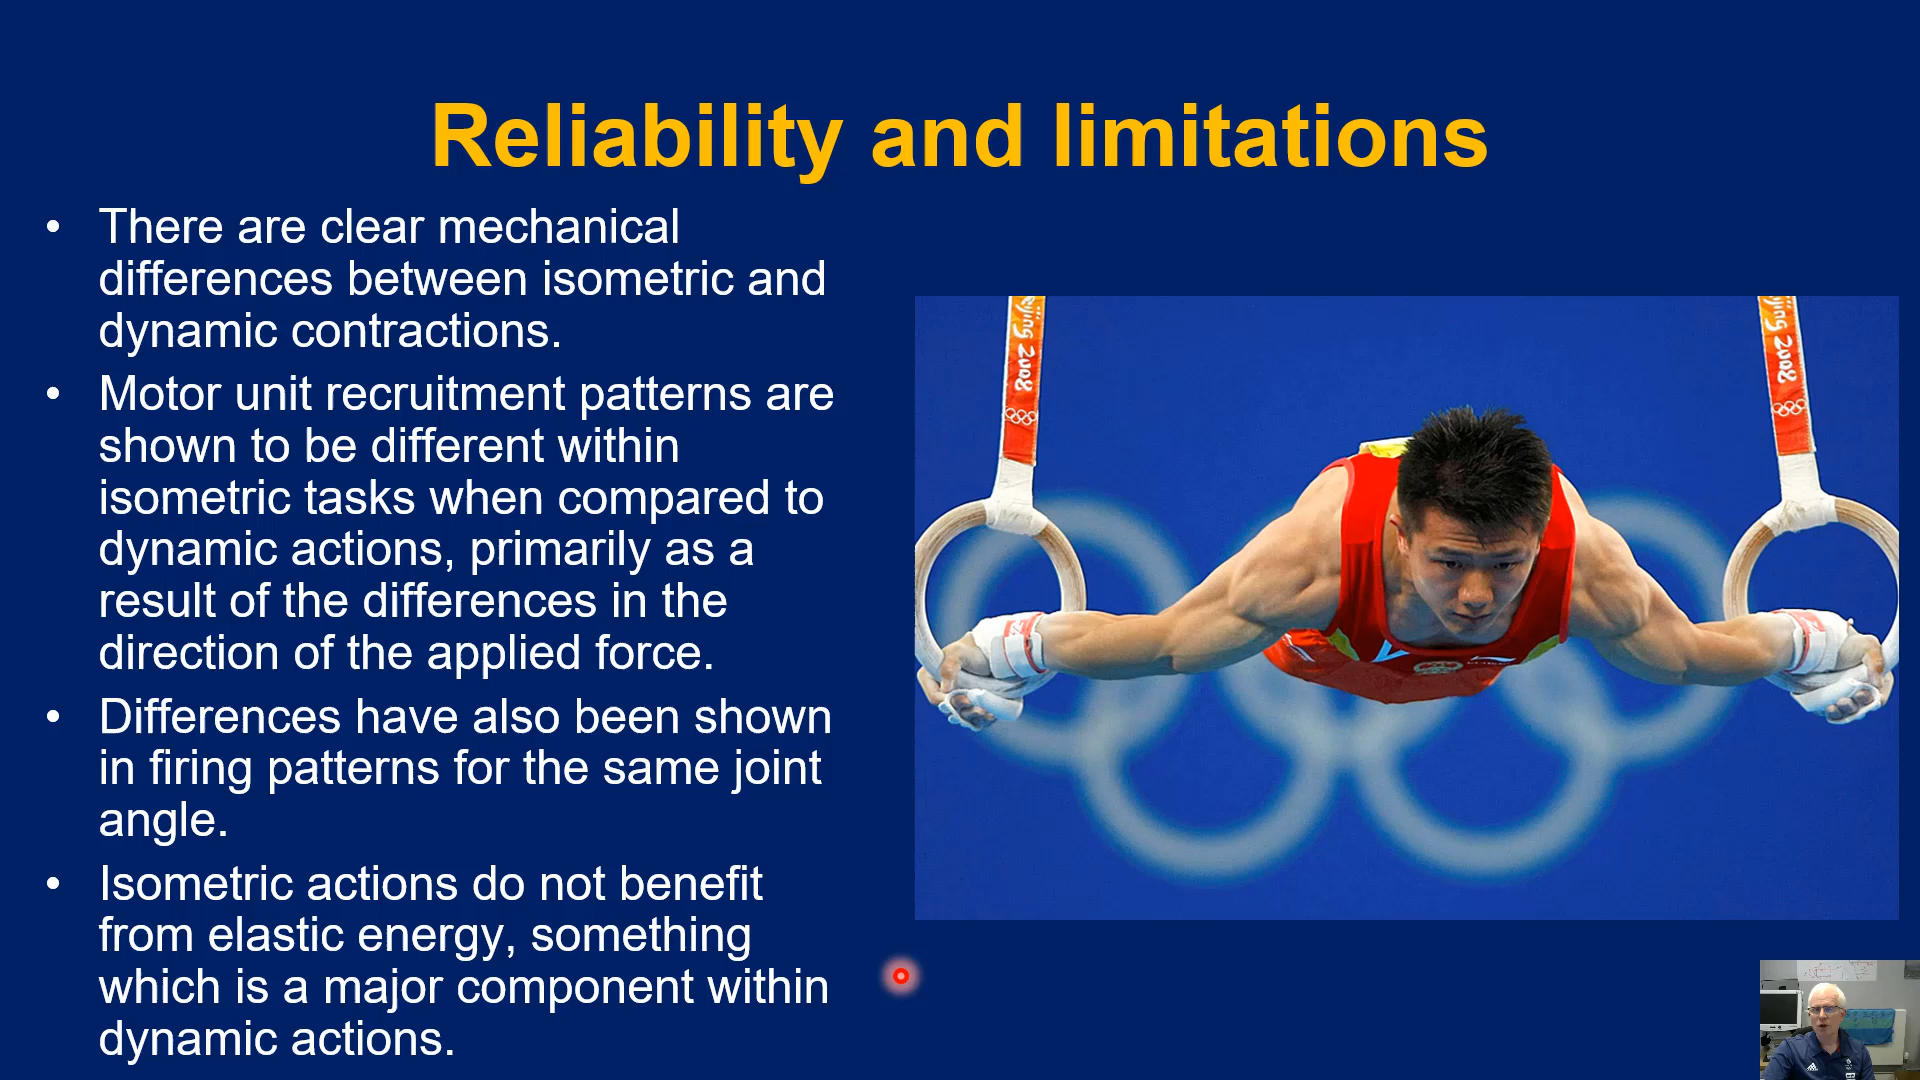 Reliability and limitations
• There are clear mechanical
differences between isometric and
dynamic contractions.
• Motor unit recruitment patterns are
shown to be different within
isometric tasks when compared to
dynamic actions, primarily as a
result of the differences in the
direction of the applied force.
• Differences have also been shown
in firing patterns for the same joint
angle.
• Isometric actions do not benefit
from elastic energy, something
which is a major component within
dynamic actions.
2008
2008